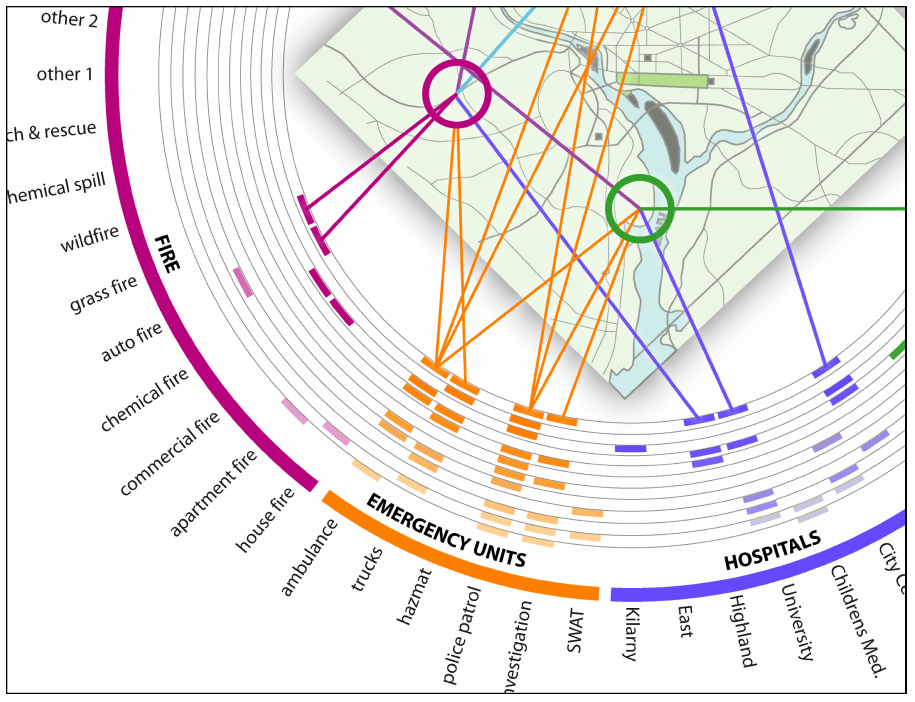 other 2
other 1
ch & rescue
hemical spill
wildfire
grass fire
auto fire
chemical fire
commercial fire
apartment fire
house fire
FIRE
ambulance
trucks
hazmat
police patrol
nvestigation
SWAT
EMERGENCY UNITS
Kilarny
East
Highland
University
Childrens Med.
City Ce
HOSPITALS